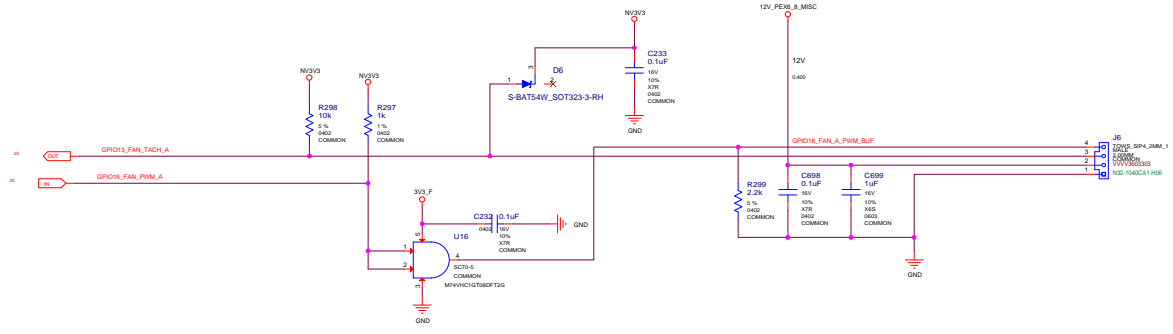 12V_PEX6_8_MISC
NV3V3
NV3V3
NV3V3
12V
0.400
C233
0.1uF
16V
10%
X7R
0402
COMMON
GND
D6
3
1
2
S-BAT54W_SOT323-3-RH
R298
10k
5 %
0402
COMMON
R297
1k
1 %
0402
COMMON
OUT
GPIO13_FAN_TACH_A
IN
GPIO16_FAN_PWM_A
GPIO16_FAN_A_PWM_BUF
J6
4
3
2
1
TOWS_SIP4_2MM_1
MALE
2.00MM
COMMON
VVVV3603303
N32-1040CA1-H06
R299
2.2k
5 %
0402
COMMON
C698
0.1uF
16V
10%
X7R
0402
COMMON
C699
1uF
16V
10%
X6S
0603
COMMON
GND
3V3_F
C232
0.1uF
0402
16V
10%
X7R
COMMON
GND
U16
5
1
2
4
3
SC70-5
COMMON
M74VHC1GT08DFT2G
GND